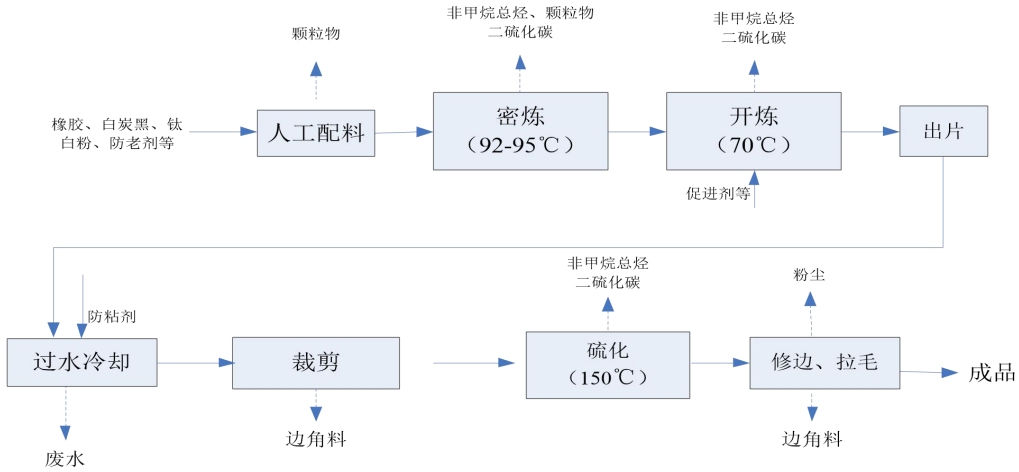 颗粒物
非甲烷总烃、颗粒物
二硫化碳
非甲烷总烃
二硫化碳
橡胶、白炭黑、钛
白粉、防老剂等
人工配料
密炼
（92-95℃）
开炼
（70℃）
出片
促进剂等
防粘剂
非甲烷总烃
二硫化碳
粉尘
过水冷却
裁剪
硫化
（150℃）
修边、拉毛
成品
废水
边角料
边角料